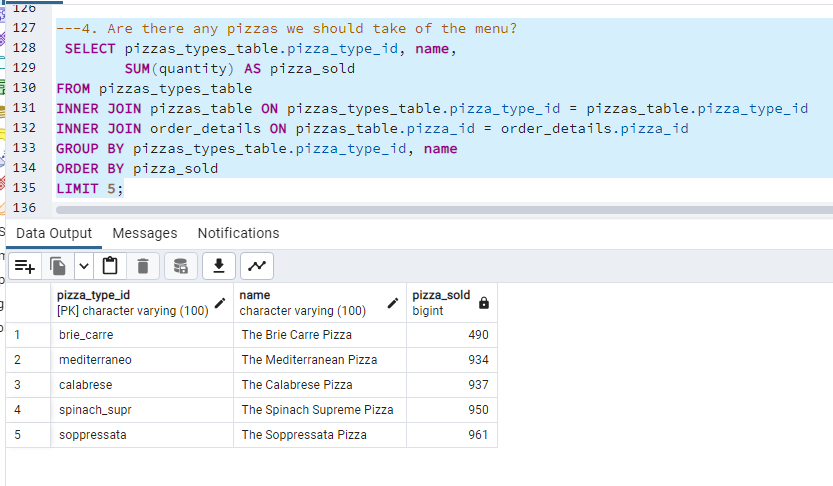 126
127 ---4. Are there any pizzas we should take of the menu?
128 SELECT pizzas_types_table.pizza_type_id, name,
129 SUM(quantity) AS pizza_sold
130 FROM pizzas_types_table
131 INNER JOIN pizzas_table ON pizzas_types_table.pizza_type_id = pizzas_table.pizza_type_id
132 INNER JOIN order_details ON pizzas_table.pizza_id = order_details.pizza_id
133 GROUP BY pizzas_types_table.pizza_type_id, name
134 ORDER BY pizza_sold
135 LIMIT 5;
136
Data Output Messages Notifications
pizza_type_id name pizza_sold
[PK] character varying (100) character varying (100) bigint
1 brie_carre The Brie Carre Pizza 490
2 mediterraneo The Mediterranean Pizza 934
3 calabrese The Calabrese Pizza 937
4 spinach_supr The Spinach Supreme Pizza 950
5 soppressata The Soppressata Pizza 961